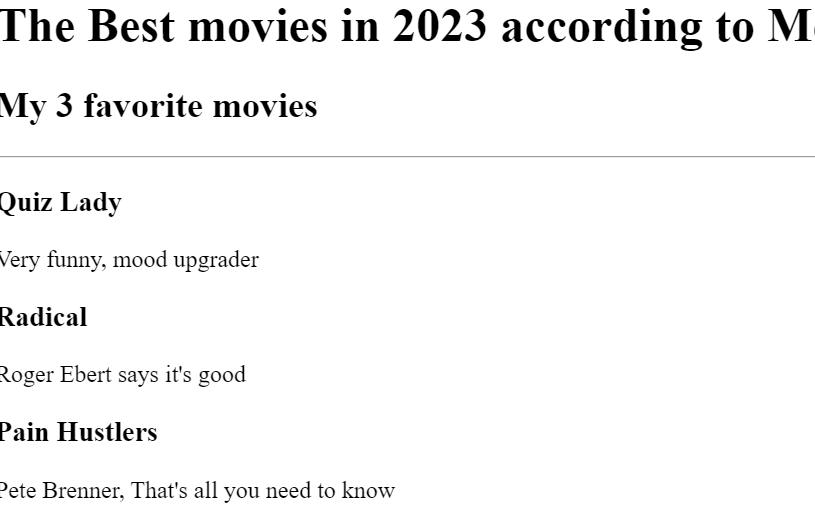 The Best movies in 2023 according to
My 3 favorite movies
Quiz Lady
Very funny, mood upgrader
Radical
Roger Ebert says it's good
Pain Hustlers
Pete Brenner, That's all you need to know